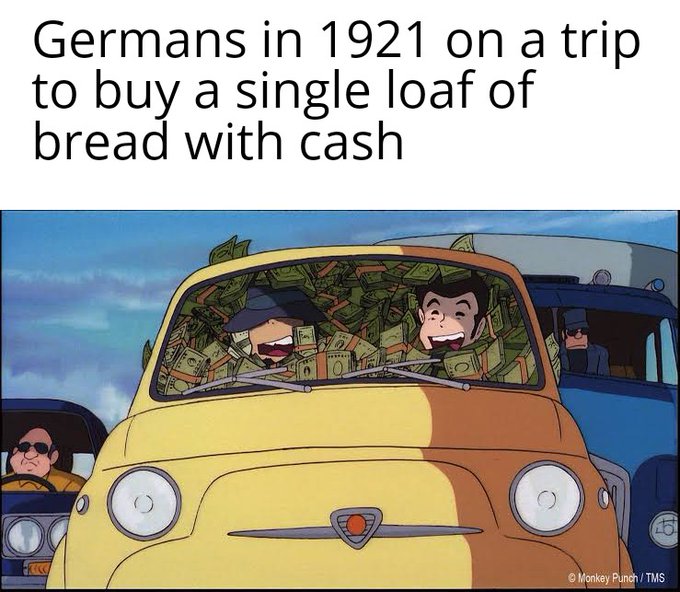 Germans in 1921 on a trip
to buy a single loaf of
bread with cash
© Monkey Punch / TMS